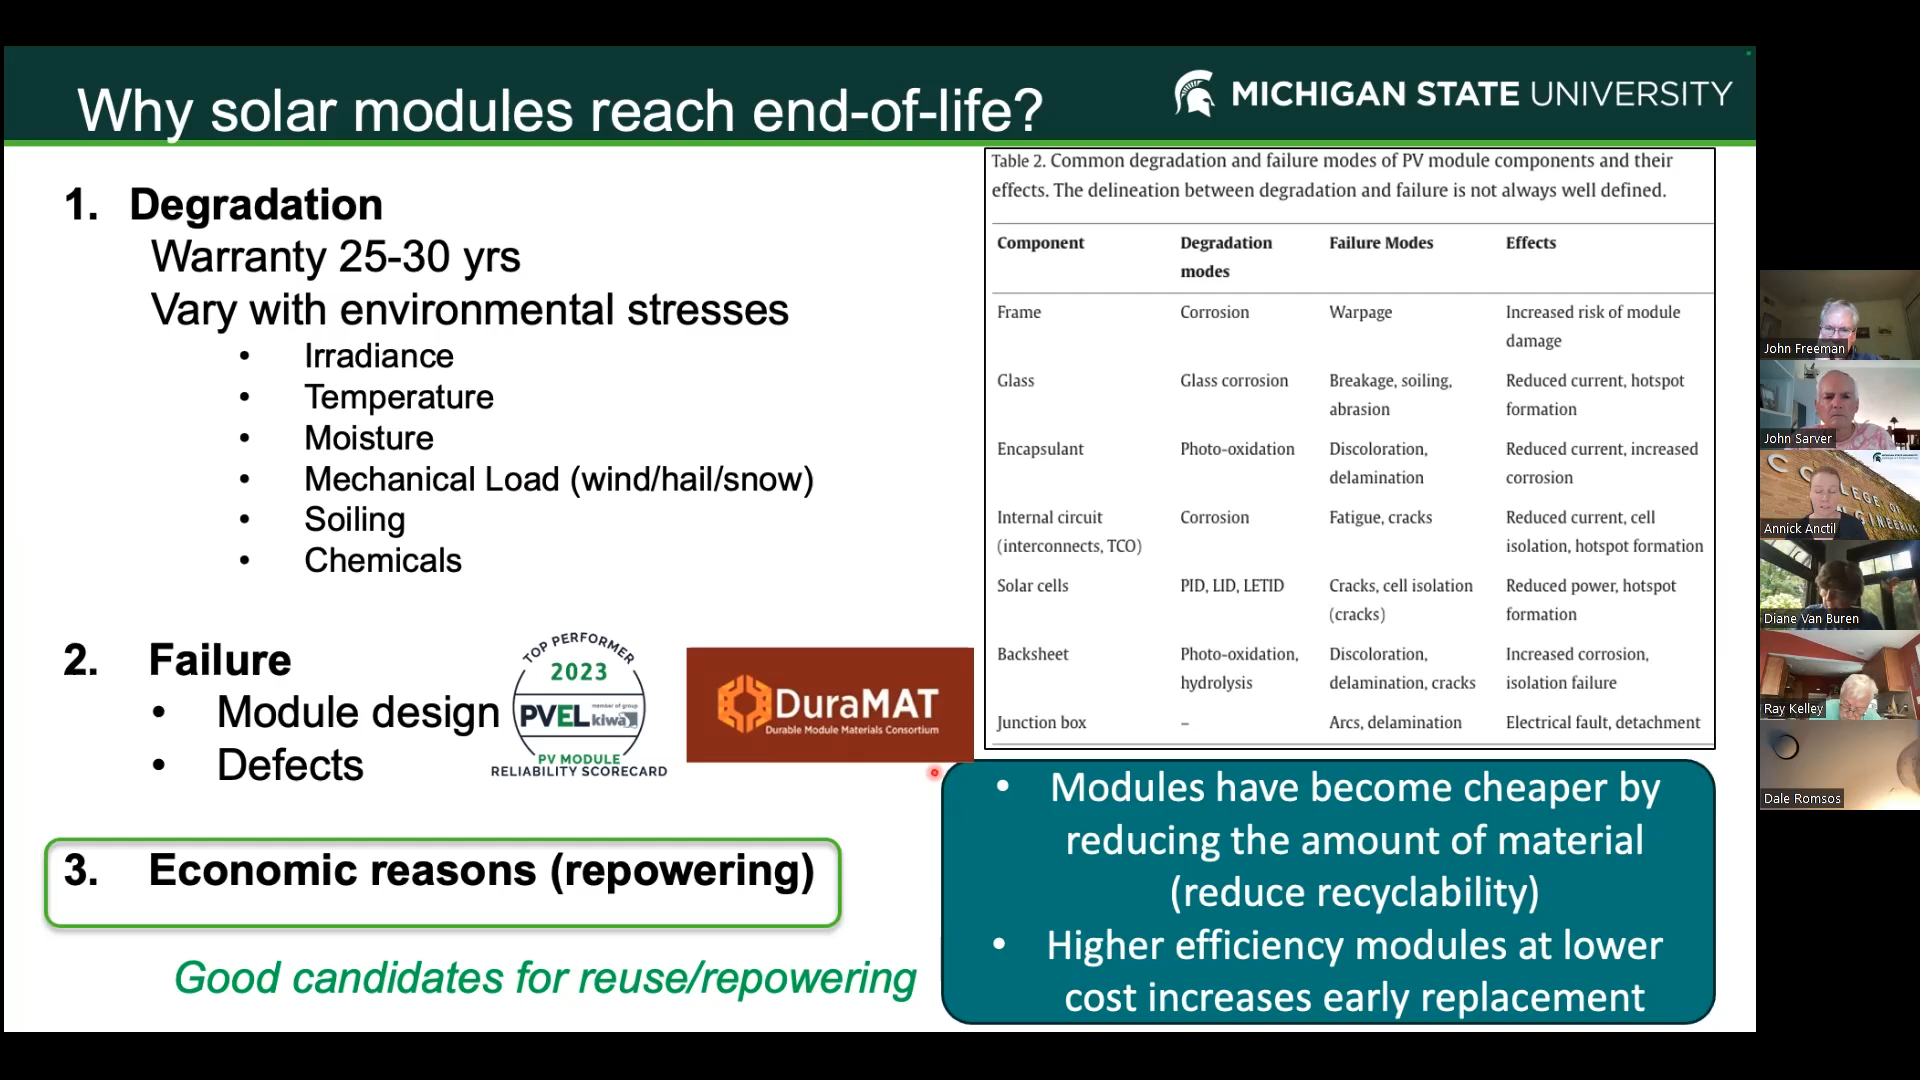 Why solar modules reach end-of-life?
MICHIGAN STATE UNIVERSITY
1. Degradation
Warranty 25-30 yrs
Vary with environmental stresses
• Irradiance
• Temperature
• Moisture
• Mechanical Load (wind/hail/snow)
• Soiling
• Chemicals
2. Failure
• Module design
• Defects
TOP PERFORMER
2023
PVEL
member of group
kiwa
PV MODULE
RELIABILITY SCORECARD
DuraMAT
Durable Module Materials Consortium
3. Economic reasons (repowering)
Good candidates for reuse/repowering
Table 2. Common degradation and failure modes of PV module components and their
effects. The delineation between degradation and failure is not always well defined.
Component Degradation Failure Modes Effects
modes
Frame Corrosion Warpage Increased risk of module
damage
Glass Glass corrosion Breakage, soiling, Reduced current, hotspot
abrasion formation
Encapsulant Photo-oxidation Discoloration, Reduced current, increased
delamination corrosion
Internal circuit Corrosion Fatigue, cracks Reduced current, cell
(interconnects, TCO) isolation, hotspot formation
Solar cells PID, LID, LETID Cracks, cell isolation Reduced power, hotspot
(cracks) formation
Backsheet Photo-oxidation, Discoloration, Increased corrosion,
hydrolysis delamination, cracks isolation failure
Junction box – Arcs, delamination Electrical fault, detachment
• Modules have become cheaper by
reducing the amount of material
(reduce recyclability)
• Higher efficiency modules at lower
cost increases early replacement
John Freeman
John Sarver
COLLEGE OF
Annick Anctil
Diane Van Buren
Ray Kelley
Dale Romsos